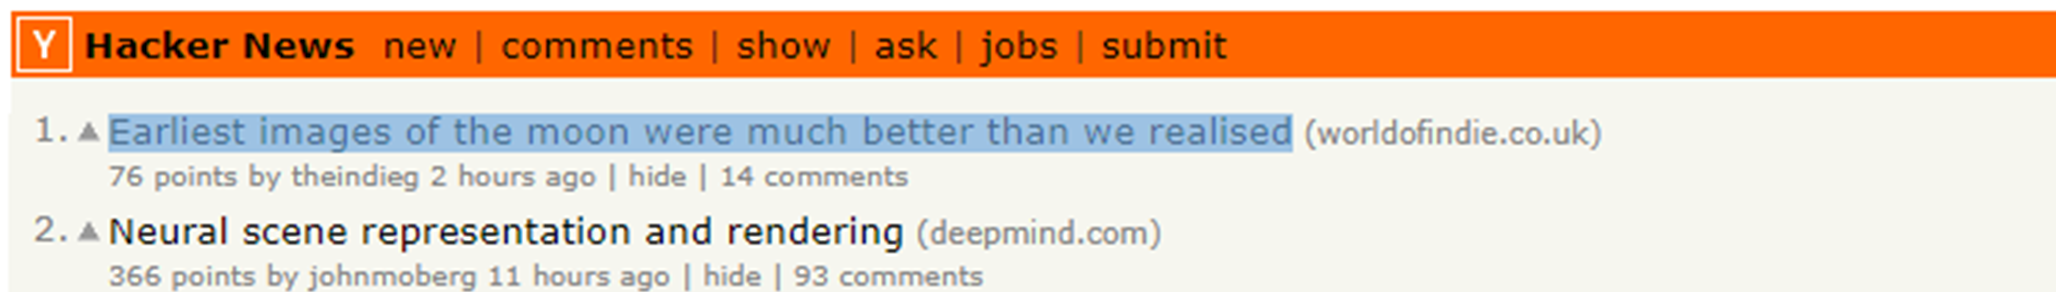 Y Hacker News new | comments | show | ask | jobs | submit
1. ▲ Earliest images of the moon were much better than we realised (worldofindie.co.uk)
76 points by theindieg 2 hours ago | hide | 14 comments
2. ▲ Neural scene representation and rendering (deepmind.com)
366 points by johnmoberg 11 hours ago | hide | 93 comments